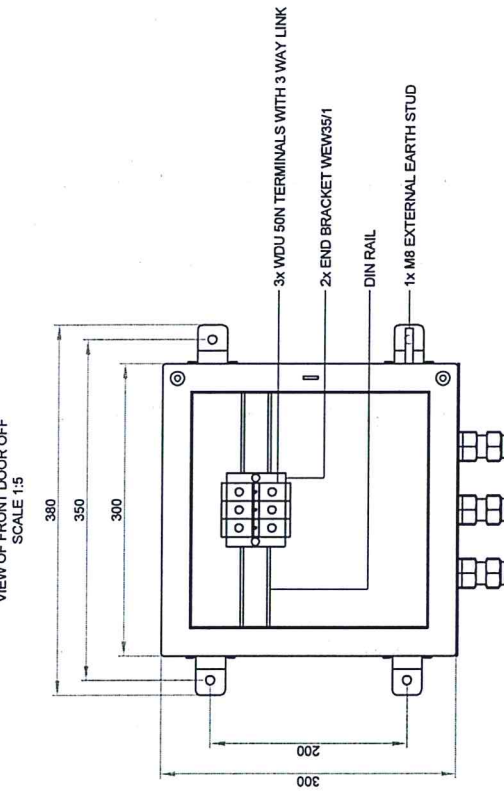 VIEW OF FRONT DOOR OFF
SCALE 1:5
380
350
300
3x WDU 50N TERMINALS WITH 3 WAY LINK
2x END BRACKET WEW35/1
DIN RAIL
1x M8 EXTERNAL EARTH STUD
200
300